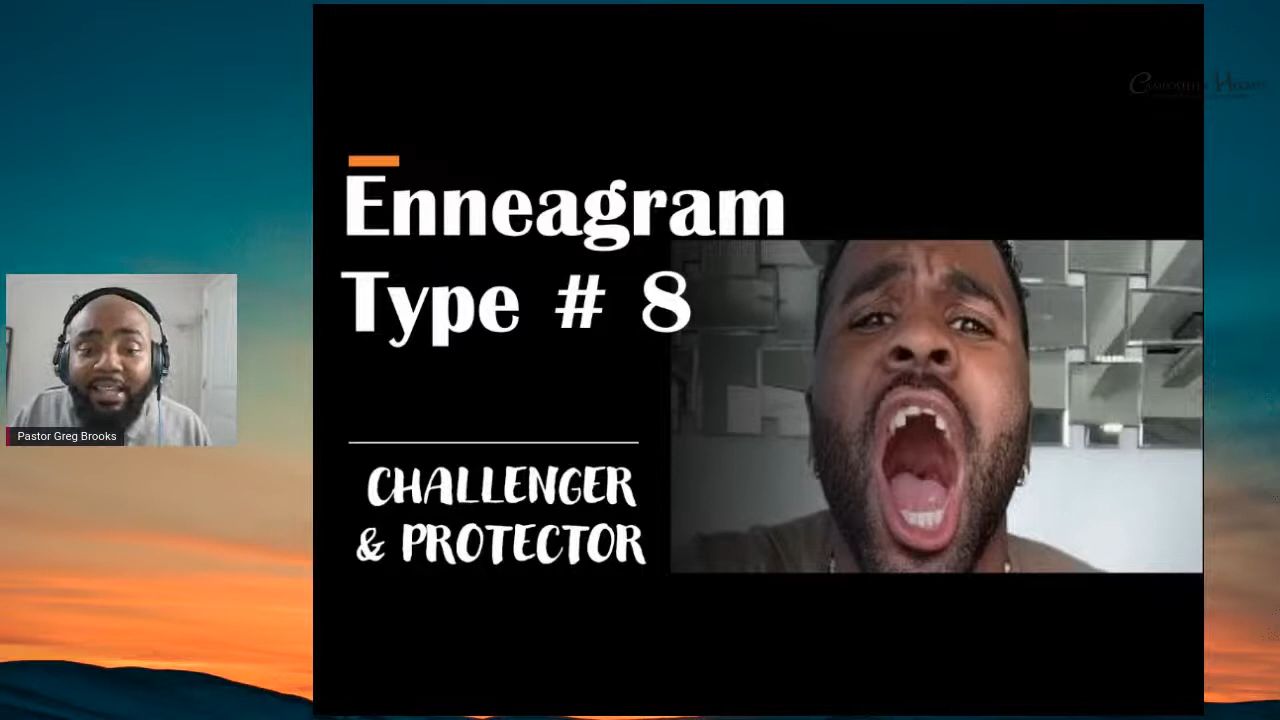 Enneagram
Type # 8
CHALLENGER
& PROTECTOR
Pastor Greg Brooks